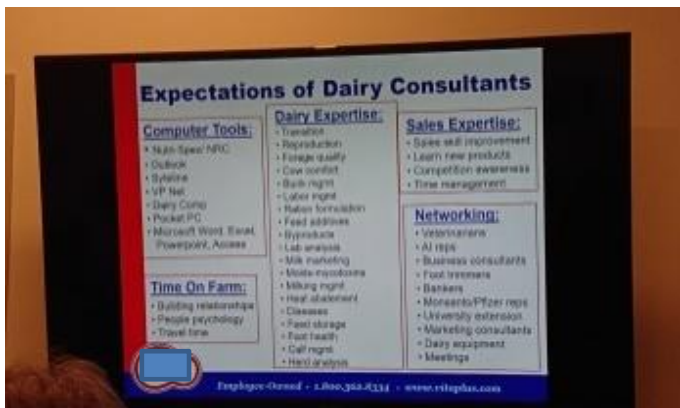 Expectations of Dairy Consultants
Computer Tools:
• Nutri-Spec/ NRC
• Outlook
• Syteline
• VP Net
• Dairy Comp
• Pocket PC
• Microsoft Word, Excel,
Powerpoint, Access
Time On Farm:
• Building relationships
• People psychology
• Travel time
Dairy Expertise:
• Transition
• Reproduction
• Forage quality
• Cow comfort
• Bunk mgmt
• Labor mgmt
• Ration formulation
• Feed additives
• Byproducts
• Lab analysis
• Milk marketing
• Molds-mycotoxins
• Milking mgmt
• Heat abatement
• Diseases
• Feed storage
• Foot health
• Calf mgmt
• Herd analysis
Sales Expertise:
• Sales skill improvement
• Learn new products
• Competition awareness
• Time management
Networking:
• Veterinarians
• AI reps
• Business consultants
• Foot trimmers
• Bankers
• Monsanto/Pfizer reps
• University extension
• Marketing consultants
• Dairy equipment
• Meetings
Employee-Owned • 1.800.362.8334 • www.vitaplus.com